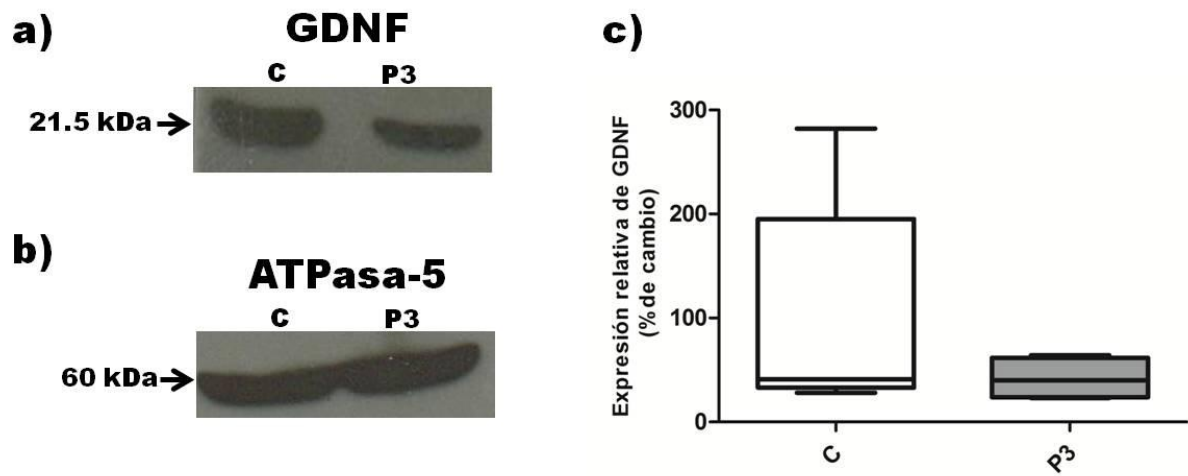 a)
GDNF
C P3
21.5 kDa
b)
ATPasa-5
C P3
60 kDa
c)
Expresión relativa de GDNF
(%de cambio)
300
200
100
0
C
P3